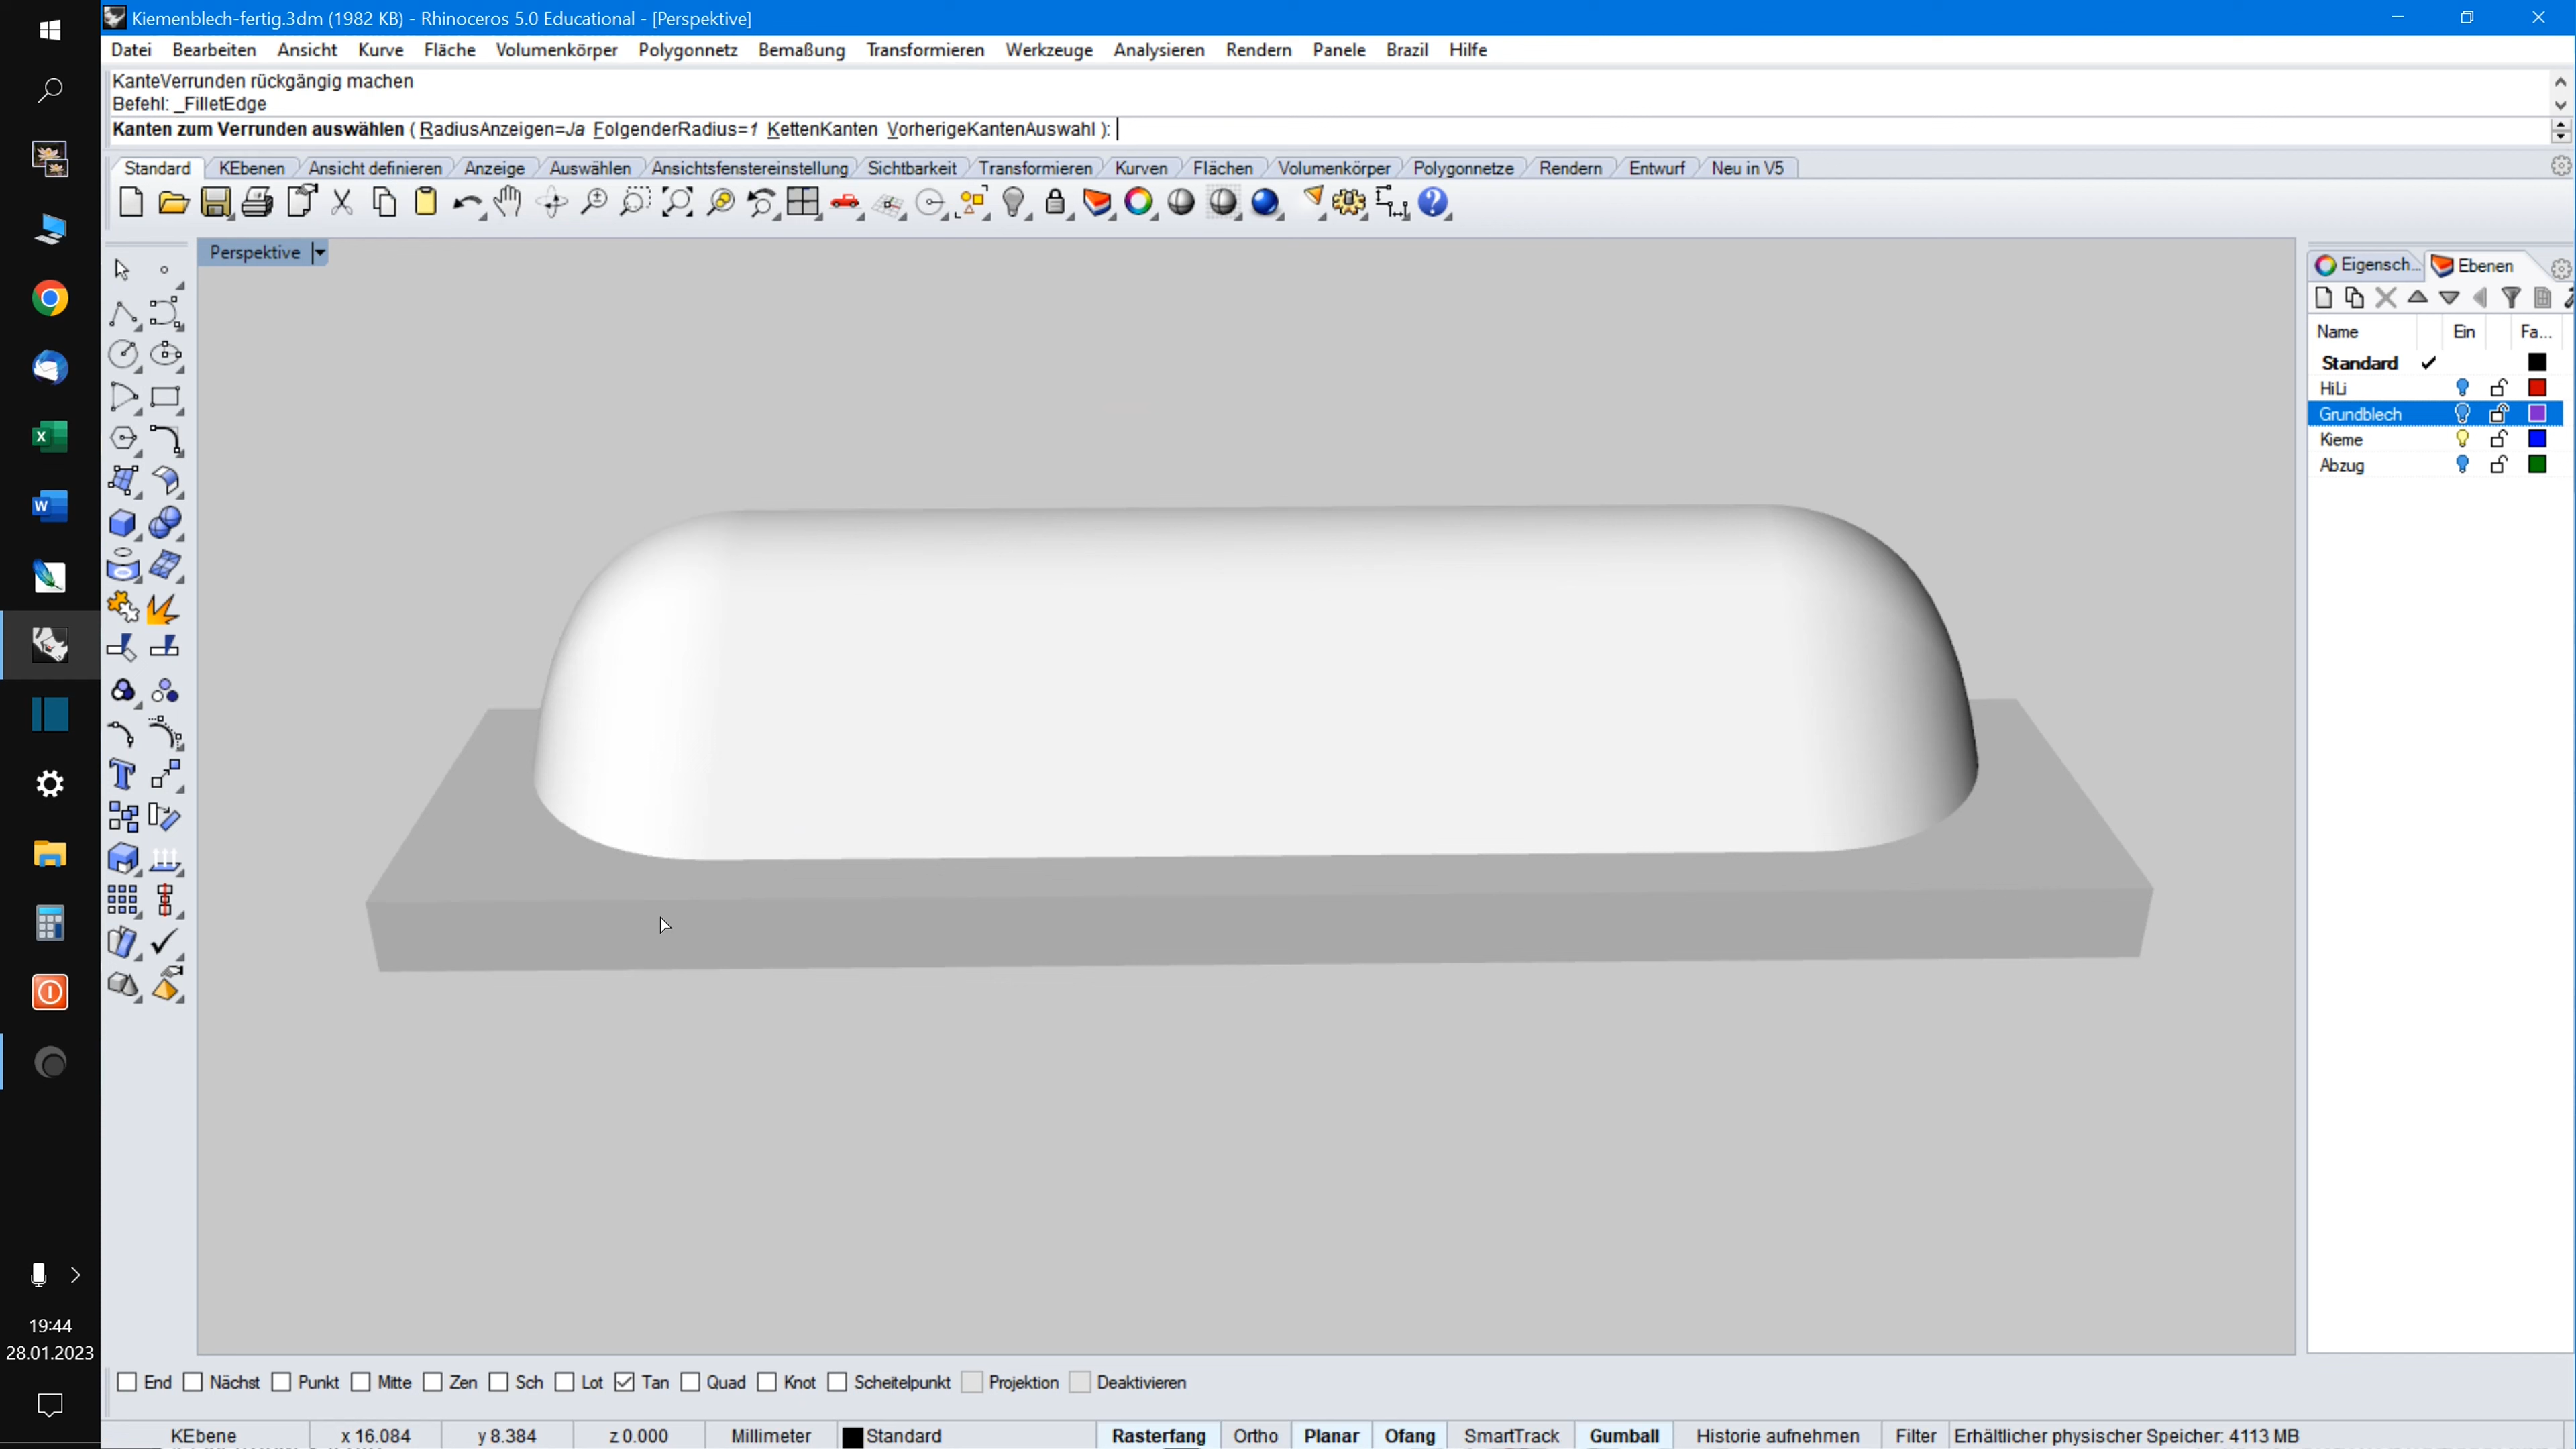 Kiemenblech-fertig.3dm (1982 KB) - Rhinoceros 5.0 Educational - [Perspektive]
Datei Bearbeiten Ansicht Kurve Fläche Volumenkörper Polygonnetz Bemaßung Transformieren Werkzeuge Analysieren Rendern Panele Brazil Hilfe
KanteVerrunden rückgängig machen
Befehl: _FilletEdge
Kanten zum Verrunden auswählen ( RadiusAnzeigen=Ja FolgenderRadius=1 KettenKanten VorherigeKantenAuswahl ):
Standard KEbenen Ansicht definieren Anzeige Auswählen Ansichtsfenstereinstellung Sichtbarkeit Transformieren Kurven Flächen Volumenkörper Polygonnetze Rendern Entwurf Neu in V5
Perspektive
Eigensch... Ebenen
Name Ein Fa...
Standard
HiLi
Grundblech
Kieme
Abzug
19:44
28.01.2023
End Nächst Punkt Mitte Zen Sch Lot Tan Quad Knot Scheitelpunkt Projektion Deaktivieren
KEbene x 16.084 y 8.384 z 0.000 Millimeter Standard Rasterfang Ortho Planar Ofang SmartTrack Gumball Historie aufnehmen Filter Erhältlicher physischer Speicher: 4113 MB